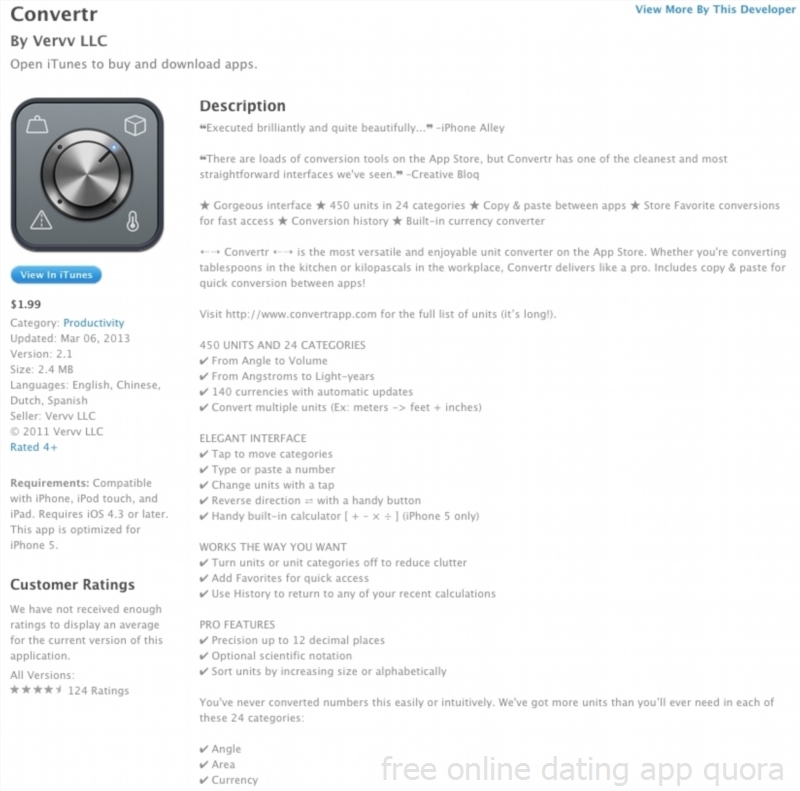 Convertr
View More By This Developer
By Vervv LLC
Open iTunes to buy and download apps.
View In iTunes
$1.99
Category: Productivity
Updated: Mar 06, 2013
Version: 2.1
Size: 2.4 MB
Languages: English, Chinese,
Dutch, Spanish
Seller: Vervv LLC
© 2011 Vervv LLC
Rated 4+
Requirements: Compatible
with iPhone, iPod touch, and
iPad. Requires iOS 4.3 or later.
This app is optimized for
iPhone 5.
Customer Ratings
We have not received enough
ratings to display an average
for the current version of this
application.
All Versions:
★★★★ 124 Ratings
Description
❝Executed brilliantly and quite beautifully...❞ –iPhone Alley
❝There are loads of conversion tools on the App Store, but Convertr has one of the cleanest and most
straightforward interfaces we've seen.❞ –Creative Bloq
★ Gorgeous interface ★ 450 units in 24 categories ★ Copy & paste between apps ★ Store Favorite conversions
for fast access ★ Conversion history ★ Built-in currency converter
←→ Convertr ←→ is the most versatile and enjoyable unit converter on the App Store. Whether you're converting
tablespoons in the kitchen or kilopascals in the workplace, Convertr delivers like a pro. Includes copy & paste for
quick conversion between apps!
Visit http://www.convertrapp.com for the full list of units (it's long!).
450 UNITS AND 24 CATEGORIES
✔ From Angle to Volume
✔ From Angstroms to Light-years
✔ 140 currencies with automatic updates
✔ Convert multiple units (Ex: meters -> feet + inches)
ELEGANT INTERFACE
✔ Tap to move categories
✔ Type or paste a number
✔ Change units with a tap
✔ Reverse direction ⇌ with a handy button
✔ Handy built-in calculator [ + − × ÷ ] (iPhone 5 only)
WORKS THE WAY YOU WANT
✔ Turn units or unit categories off to reduce clutter
✔ Add Favorites for quick access
✔ Use History to return to any of your recent calculations
PRO FEATURES
✔ Precision up to 12 decimal places
✔ Optional scientific notation
✔ Sort units by increasing size or alphabetically
You've never converted numbers this easily or intuitively. We've got more units than you'll ever need in each of
these 24 categories:
✔ Angle
✔ Area
✔ Currency
free online dating app quora